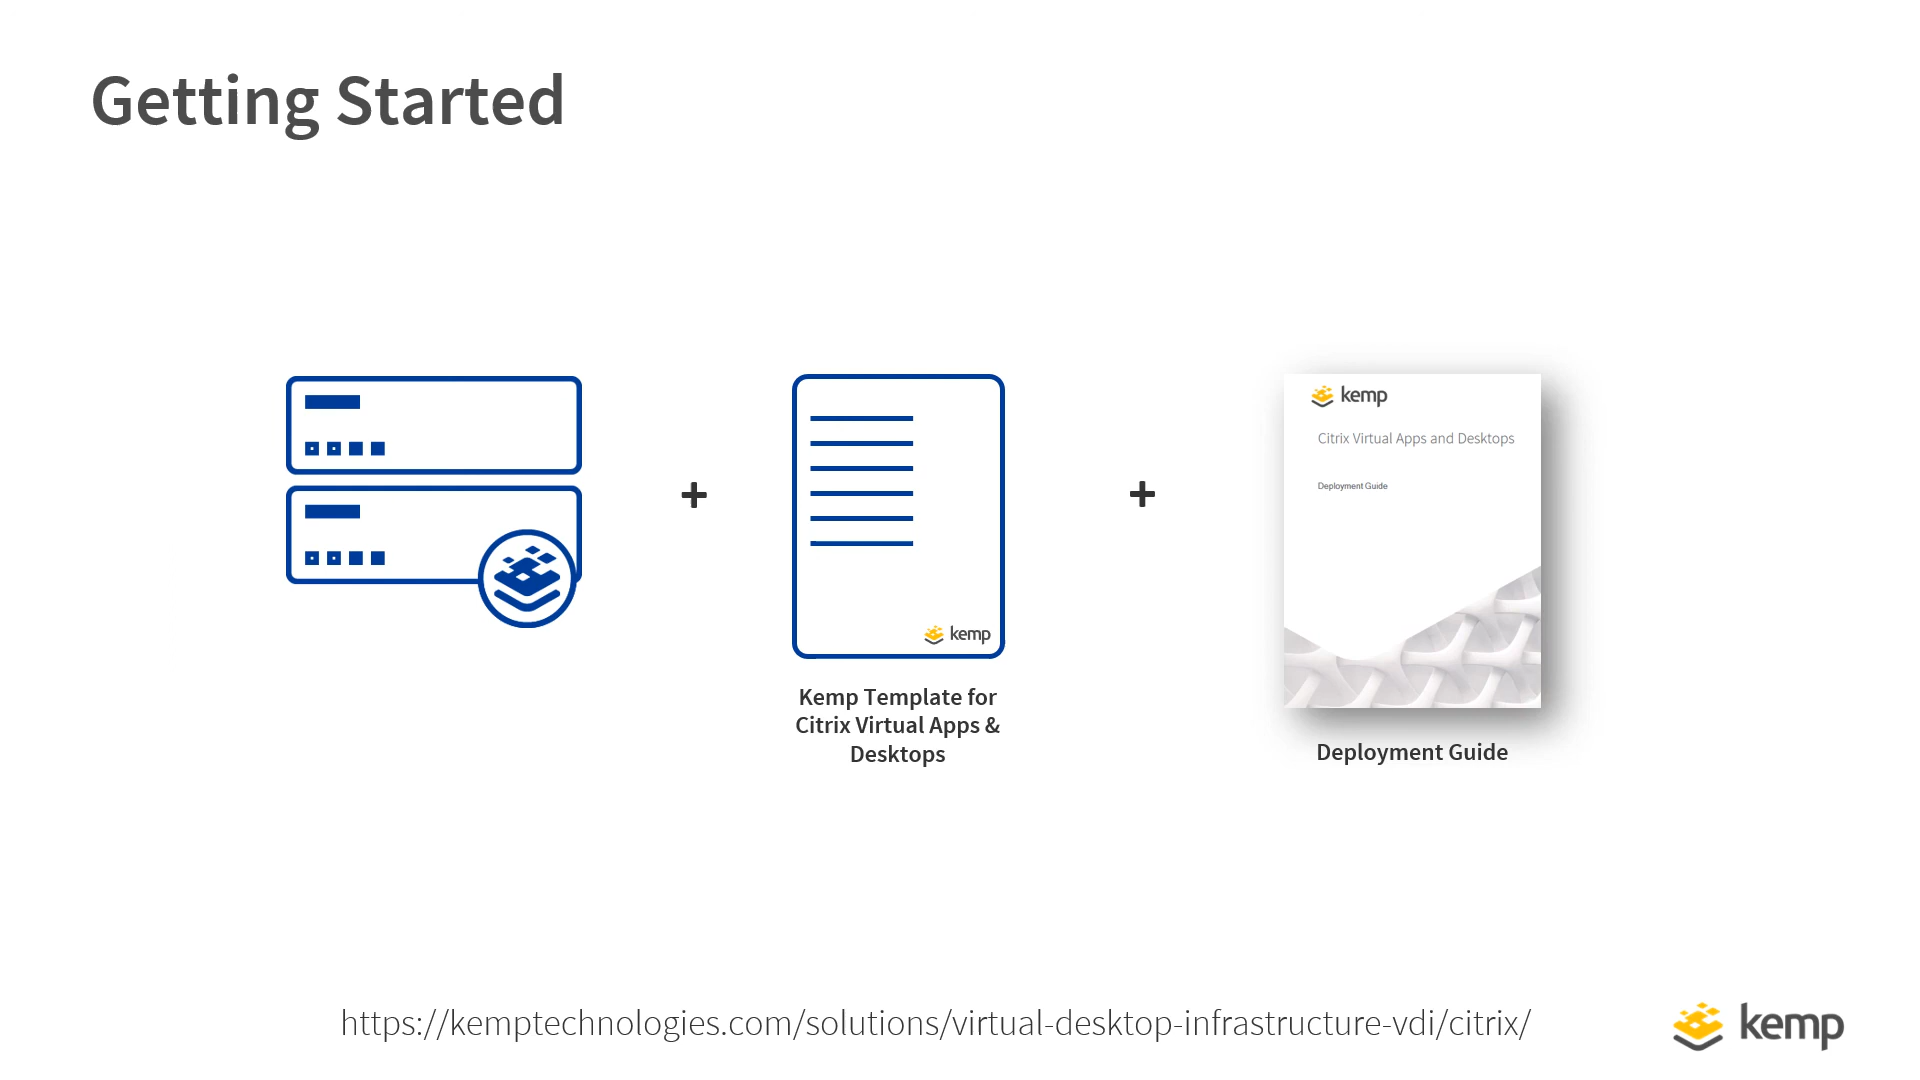 Getting Started
+
+
kemp
Kemp Template for
Citrix Virtual Apps &
Desktops
kemp
Citrix Virtual Apps and Desktops
Deployment Guide
Deployment Guide
https://kemptechnologies.com/solutions/virtual-desktop-infrastructure-vdi/citrix/
kemp